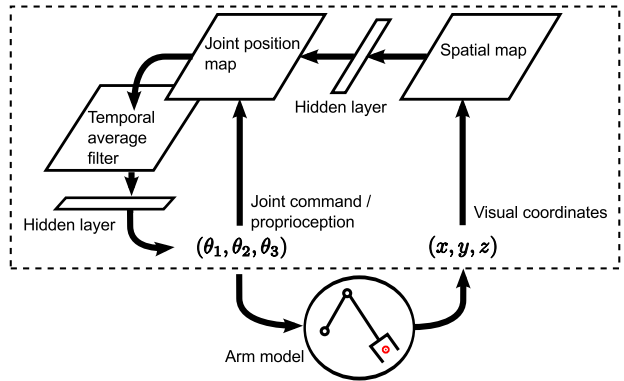 Joint position
map
Spatial map
Hidden layer
Temporal
average
filter
Hidden layer
Joint command /
proprioception
Visual coordinates
(θ₁, θ₂, θ₃)
(x, y, z)
Arm model